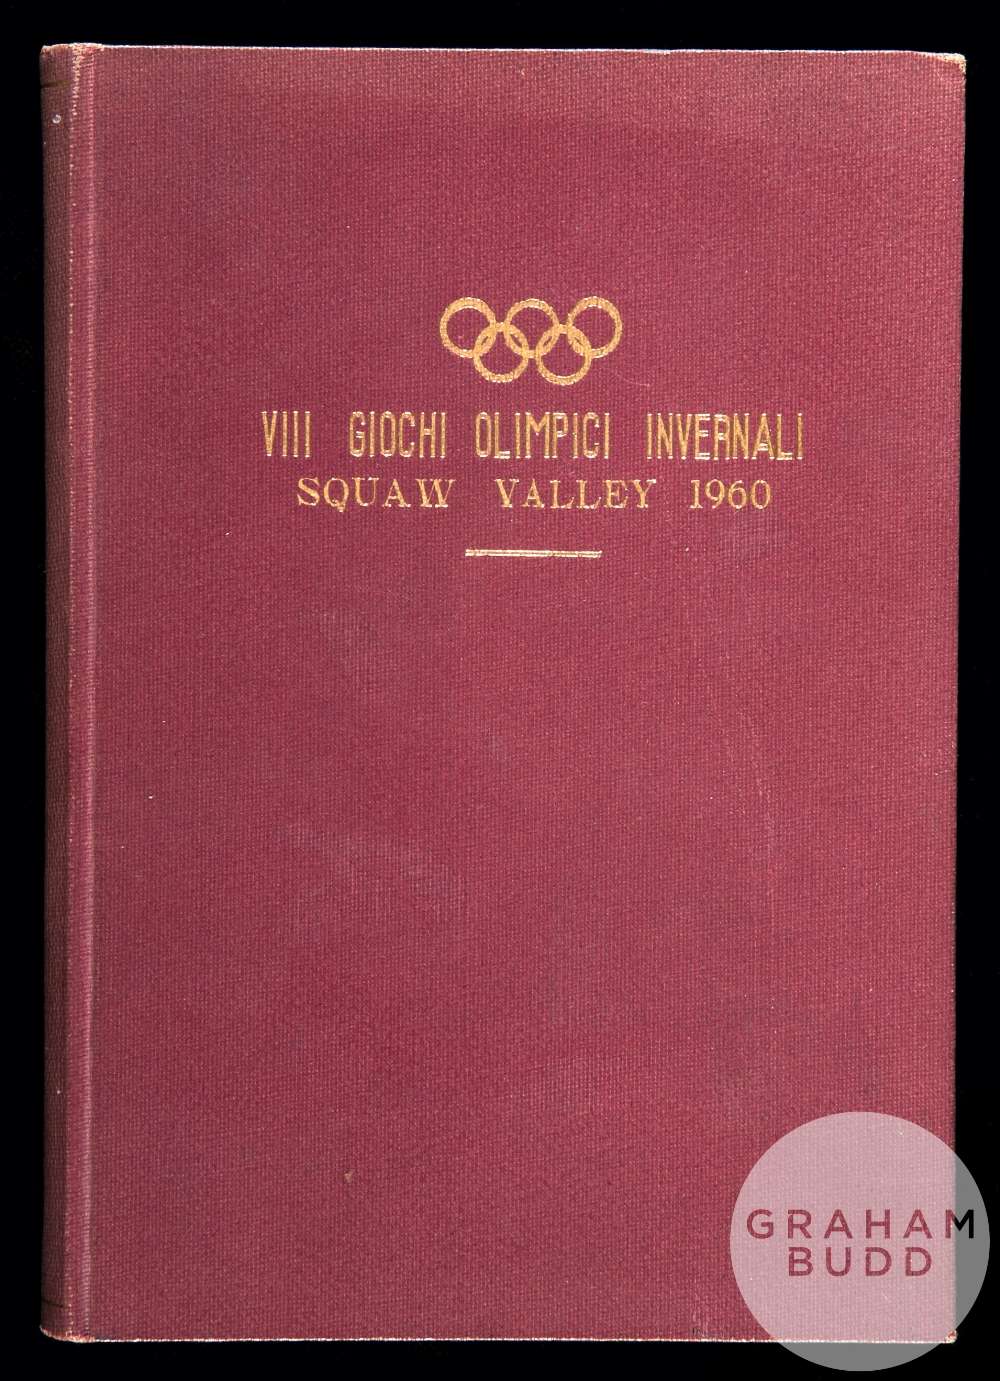 VIII GIOCHI OLIMPICI INVERNALI
SQUAW VALLEY 1960
GRAHAM
BUDD